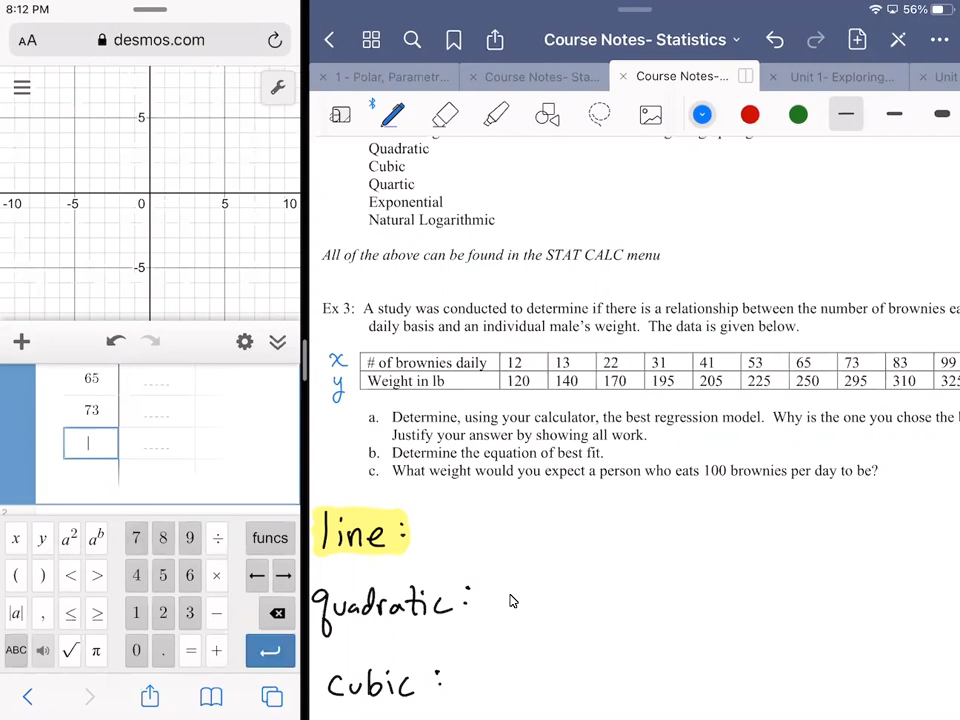 8:12 PM
56%
AA desmos.com
Course Notes- Statistics
1 - Polar, Parametr...
Course Notes- Sta...
Course Notes-...
Unit 1- Exploring...
Unit
Quadratic
Cubic
Quartic
Exponential
Natural Logarithmic
All of the above can be found in the STAT CALC menu
Ex 3: A study was conducted to determine if there is a relationship between the number of brownies ea
daily basis and an individual male's weight. The data is given below.
x # of brownies daily 12 13 22 31 41 53 65 73 83 99
y Weight in lb 120 140 170 195 205 225 250 295 310 325
a. Determine, using your calculator, the best regression model. Why is the one you chose the b
Justify your answer by showing all work.
b. Determine the equation of best fit.
c. What weight would you expect a person who eats 100 brownies per day to be?
line:
quadratic:
cubic:
5
-10 -5 0 5 10
-5
65
73
2
x y a² aᵇ 7 8 9 ÷ funcs
( ) < > 4 5 6 × ← →
|a| , ≤ ≥ 1 2 3 −
ABC √ π 0 . = +